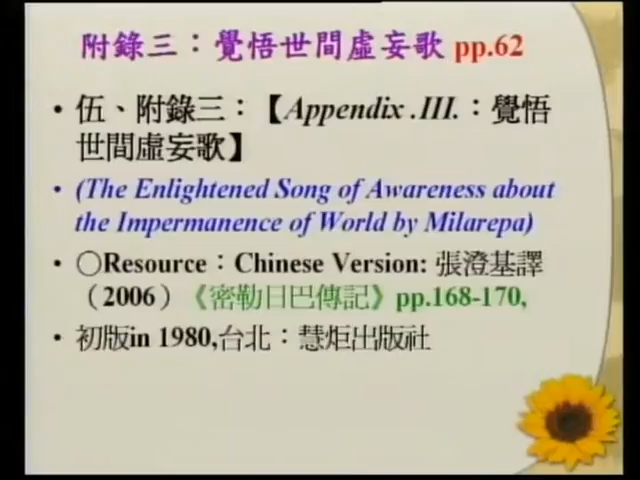 附錄三：覺悟世間虛妄歌 pp.62
• 伍、附錄三：【Appendix .III.：覺悟
世間虛妄歌】
• (The Enlightened Song of Awareness about
the Impermanence of World by Milarepa)
• ○Resource：Chinese Version: 張澄基譯
（2006）《密勒日巴傳記》pp.168-170,
• 初版in 1980,台北：慧炬出版社